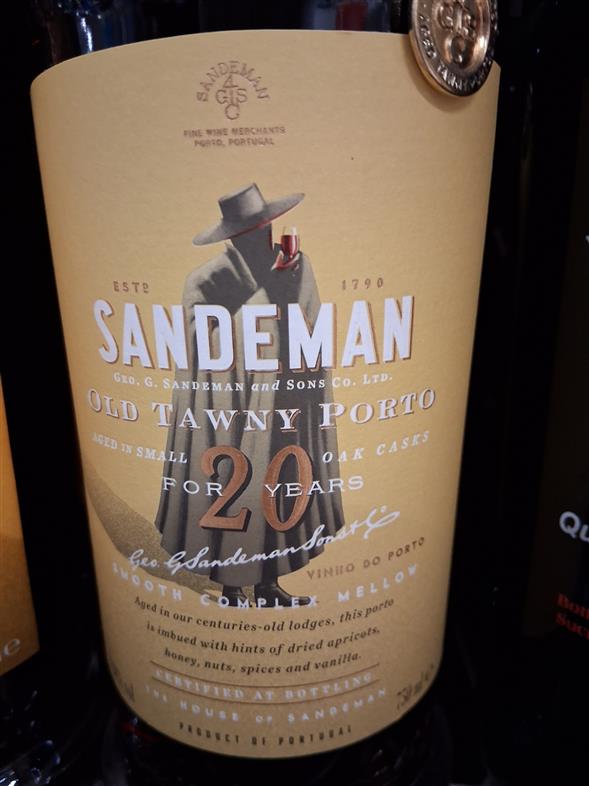 SANDEMAN
4
GSC
FINE WINE MERCHANTS
PORTO, PORTUGAL
ESTD 1790
SANDEMAN
GEO. G. SANDEMAN and SONS CO. LTD.
OLD TAWNY PORTO
AGED IN SMALL OAK CASKS
FOR 20 YEARS
Geo. G Sandeman Sons & Co
VINHO DO PORTO
SMOOTH COMPLEX MELLOW
Aged in our centuries-old lodges, this porto
is imbued with hints of dried apricots,
honey, nuts, spices and vanilla.
CERTIFIED AT BOTTLING
THE HOUSE OF SANDEMAN
750 ml e
PRODUCT OF PORTUGAL